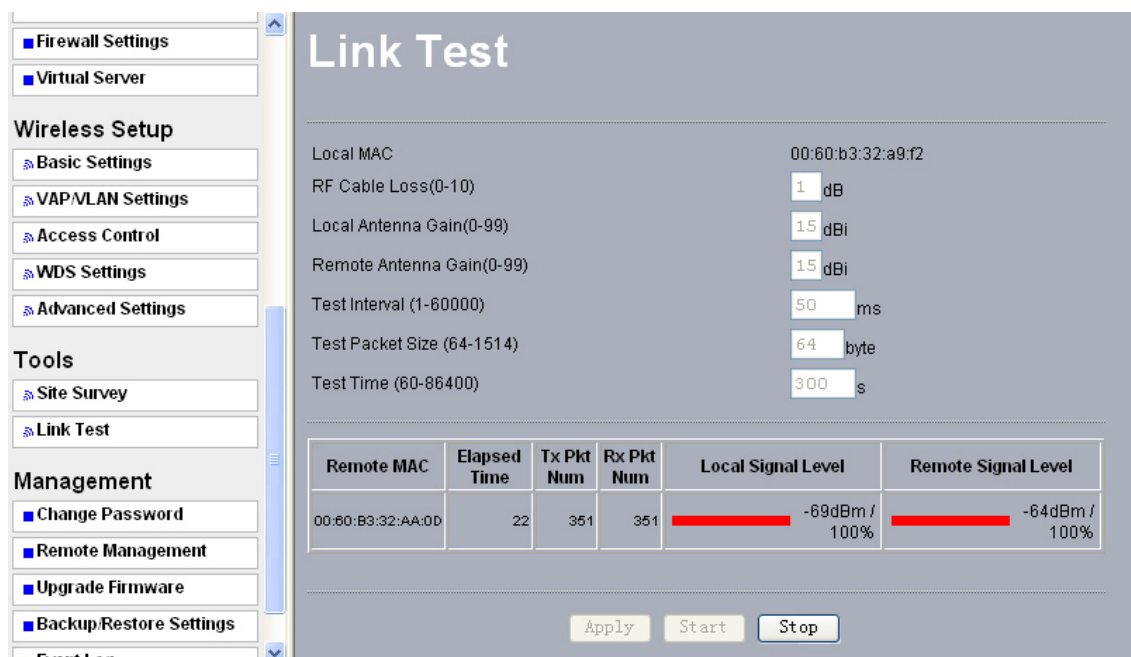 Firewall Settings
Virtual Server
Wireless Setup
Basic Settings
VAP/VLAN Settings
Access Control
WDS Settings
Advanced Settings
Tools
Site Survey
Link Test
Management
Change Password
Remote Management
Upgrade Firmware
Backup/Restore Settings
Link Test
Local MAC 00:60:b3:32:a9:f2
RF Cable Loss(0-10) 1 dB
Local Antenna Gain(0-99) 15 dBi
Remote Antenna Gain(0-99) 15 dBi
Test Interval (1-60000) 50 ms
Test Packet Size (64-1514) 64 byte
Test Time (60-86400) 300 s
Remote MAC Elapsed Time Tx Pkt Num Rx Pkt Num Local Signal Level Remote Signal Level
00:60:B3:32:AA:0D 22 351 351 -69dBm / 100% -64dBm / 100%
Apply Start Stop